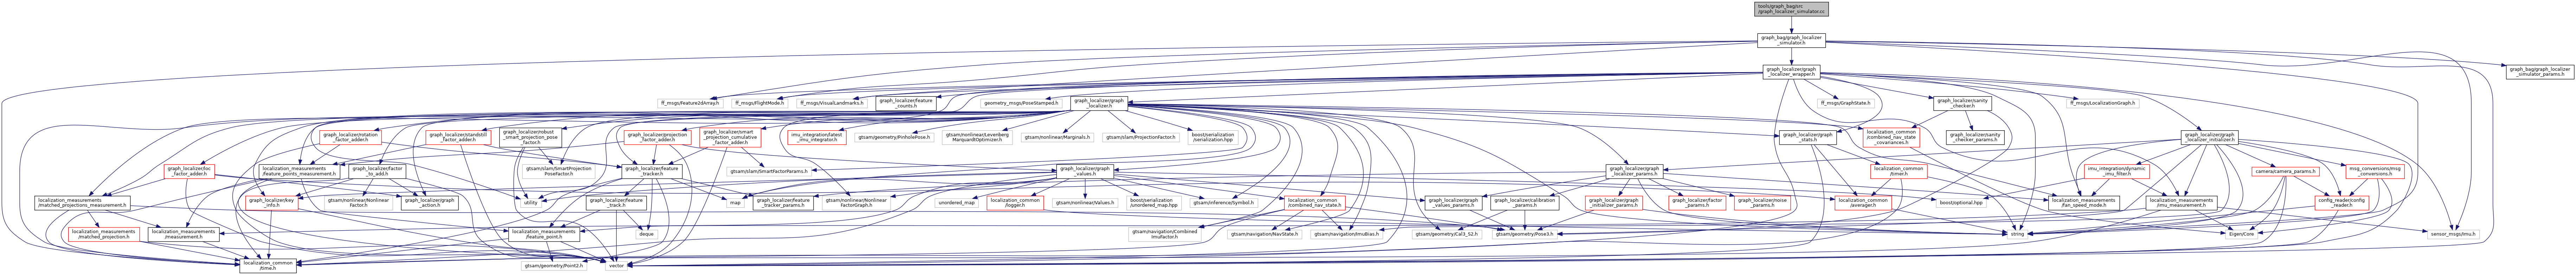 tools/graph_bag/src
/graph_localizer_simulator.cc
graph_bag/graph_localizer
_simulator.h
graph_localizer/graph
_localizer_wrapper.h
graph_bag/graph_localizer
_simulator_params.h
ff_msgs/Feature2dArray.h
ff_msgs/FlightMode.h
ff_msgs/VisualLandmarks.h
graph_localizer/feature
_counts.h
geometry_msgs/PoseStamped.h
graph_localizer/graph
_localizer.h
ff_msgs/GraphState.h
graph_localizer/sanity
_checker.h
ff_msgs/LocalizationGraph.h
graph_localizer/rotation
_factor_adder.h
graph_localizer/standstill
_factor_adder.h
graph_localizer/robust
_smart_projection_pose
_factor.h
graph_localizer/projection
_factor_adder.h
graph_localizer/smart
_projection_cumulative
_factor_adder.h
imu_integration/latest
_imu_integrator.h
gtsam/geometry/PinholePose.h
gtsam/nonlinear/Levenberg
MarquardtOptimizer.h
gtsam/nonlinear/Marginals.h
gtsam/slam/ProjectionFactor.h
boost/serialization
/serialization.hpp
graph_localizer/graph
_stats.h
localization_common
/combined_nav_state
_covariances.h
graph_localizer/sanity
_checker_params.h
graph_localizer/graph
_localizer_initializer.h
graph_localizer/loc
_factor_adder.h
localization_measurements
/feature_points_measurement.h
graph_localizer/factor
_to_add.h
gtsam/slam/SmartProjection
PoseFactor.h
graph_localizer/feature
_tracker.h
gtsam/slam/SmartFactorParams.h
graph_localizer/graph
_values.h
graph_localizer/graph
_localizer_params.h
localization_common
/timer.h
imu_integration/dynamic
_imu_filter.h
camera/camera_params.h
msg_conversions/msg
_conversions.h
localization_measurements
/matched_projections_measurement.h
graph_localizer/key
_info.h
gtsam/nonlinear/Nonlinear
Factor.h
graph_localizer/graph
_action.h
utility
graph_localizer/feature
_track.h
map
graph_localizer/feature
_tracker_params.h
gtsam/nonlinear/Nonlinear
FactorGraph.h
unordered_map
localization_common
/logger.h
gtsam/nonlinear/Values.h
boost/serialization
/unordered_map.hpp
gtsam/inference/Symbol.h
localization_common
/combined_nav_state.h
graph_localizer/graph
_values_params.h
graph_localizer/calibration
_params.h
graph_localizer/graph
_initializer_params.h
graph_localizer/factor
_params.h
graph_localizer/noise
_params.h
localization_common
/averager.h
boost/optional.hpp
localization_measurements
/fan_speed_mode.h
localization_measurements
/imu_measurement.h
config_reader/config
_reader.h
localization_measurements
/matched_projection.h
localization_measurements
/measurement.h
localization_measurements
/feature_point.h
deque
gtsam/navigation/Combined
ImuFactor.h
gtsam/navigation/NavState.h
gtsam/navigation/ImuBias.h
gtsam/geometry/Cal3_S2.h
gtsam/geometry/Pose3.h
string
Eigen/Core
sensor_msgs/Imu.h
localization_common
/time.h
gtsam/geometry/Point2.h
vector